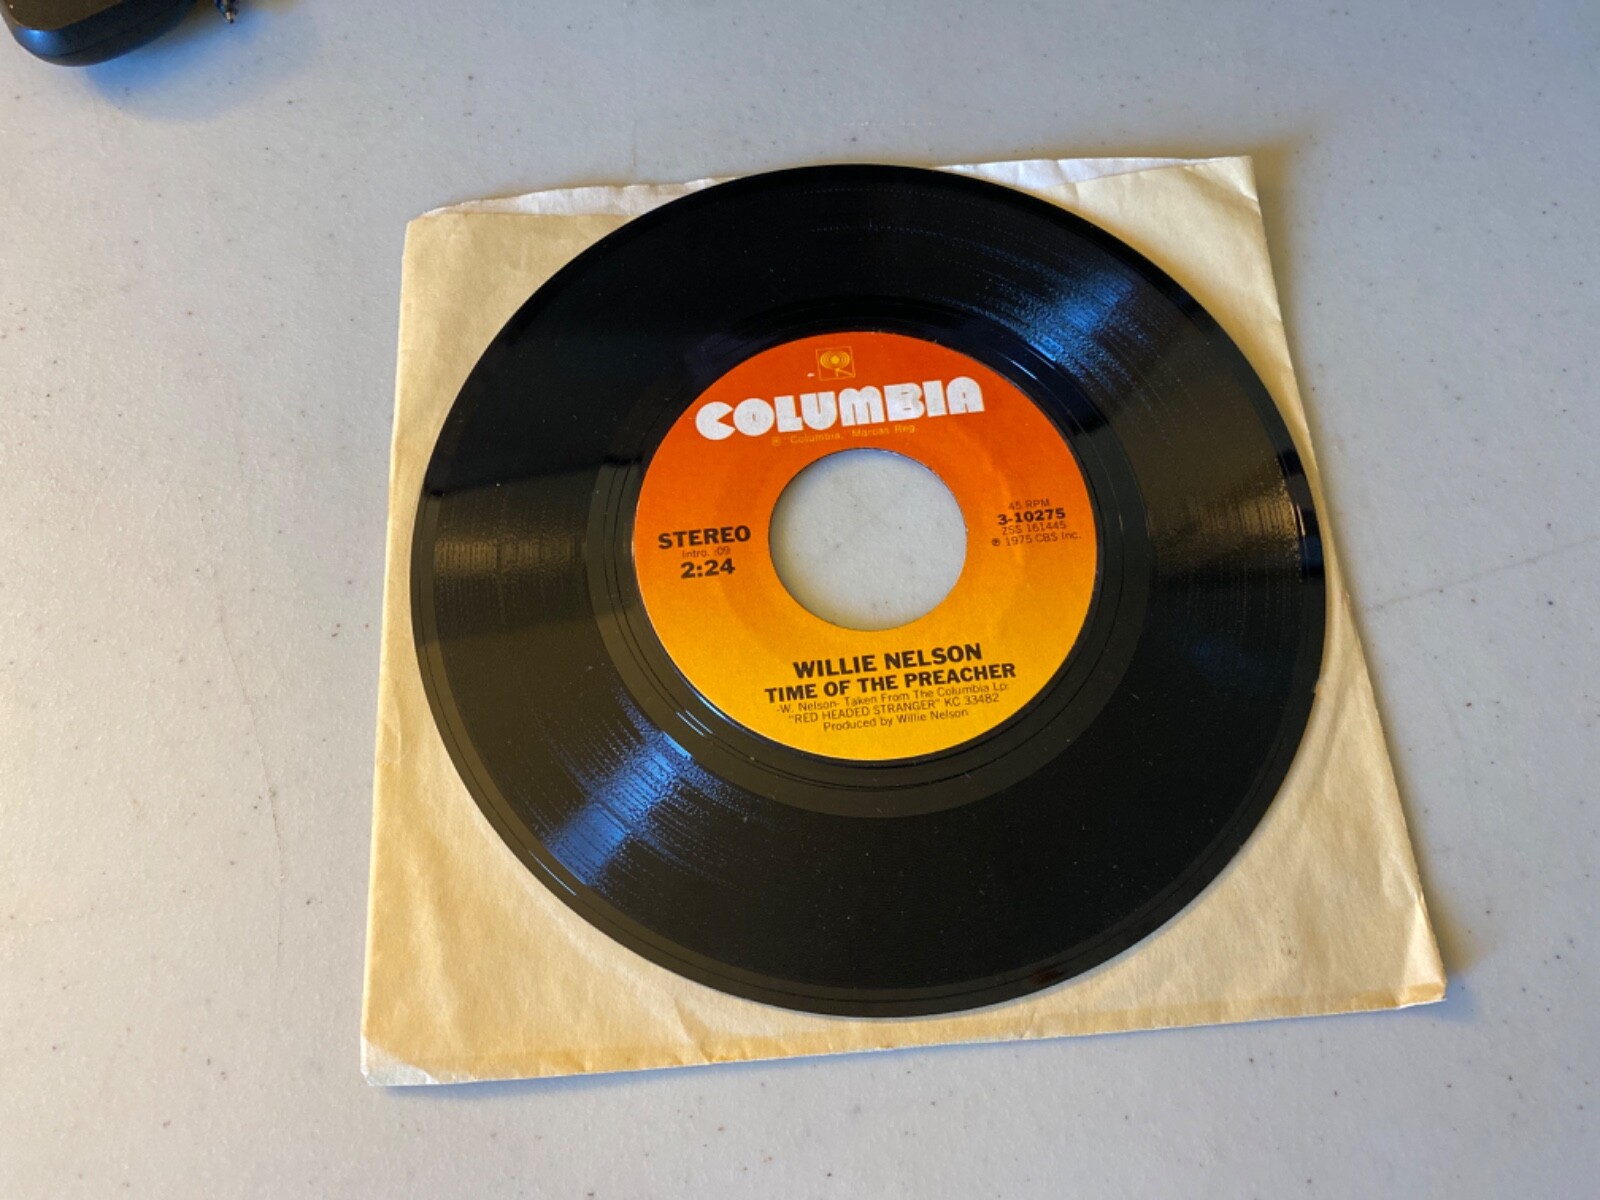 COLUMBIA
® "Columbia," Marcas Reg.
STEREO
Intro. :09
2:24
45 RPM
3-10275
ZSS 161445
℗ 1975 CBS Inc.
WILLIE NELSON
TIME OF THE PREACHER
-W. Nelson- Taken From The Columbia Lp:
"RED HEADED STRANGER" KC 33482
Produced by Willie Nelson